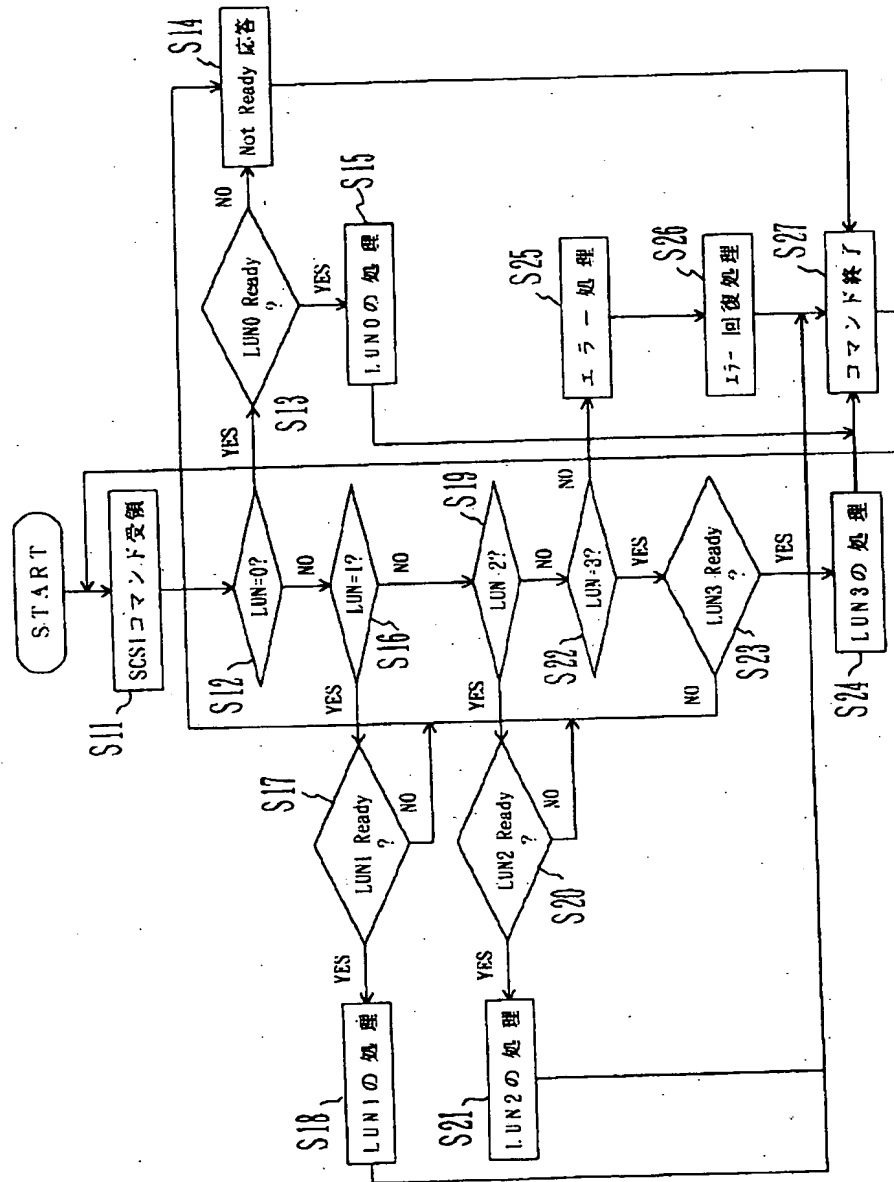 START
S11
SCSIコマンド受領
S12
LUN=0?
YES
NO
S13
LUN0 Ready
?
NO
YES
S14
Not Ready 応答
S15
LUN0の処理
S16
LUN=1?
YES
NO
S17
LUN1 Ready
?
YES
NO
S18
LUN1の処理
S19
LUN=2?
YES
NO
S20
LUN2 Ready
?
YES
NO
S21
LUN2の処理
S22
LUN=3?
NO
YES
S23
LUN3 Ready
?
NO
YES
S24
LUN3の処理
S25
エラー処理
S26
エラー回復処理
S27
コマンド終了